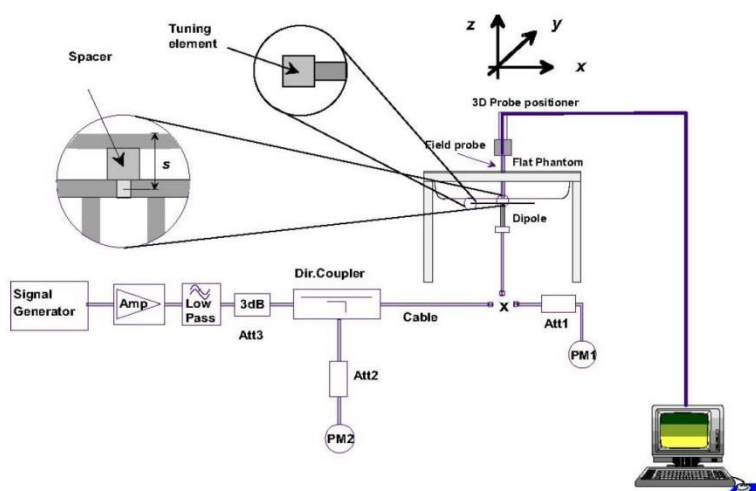 Tuning
element
Spacer
s
z
y
x
3D Probe positioner
Field probe
Flat Phantom
Dipole
Signal
Generator
Amp
Low
Pass
3dB
Att3
Dir.Coupler
Cable
x
Att1
PM1
Att2
PM2